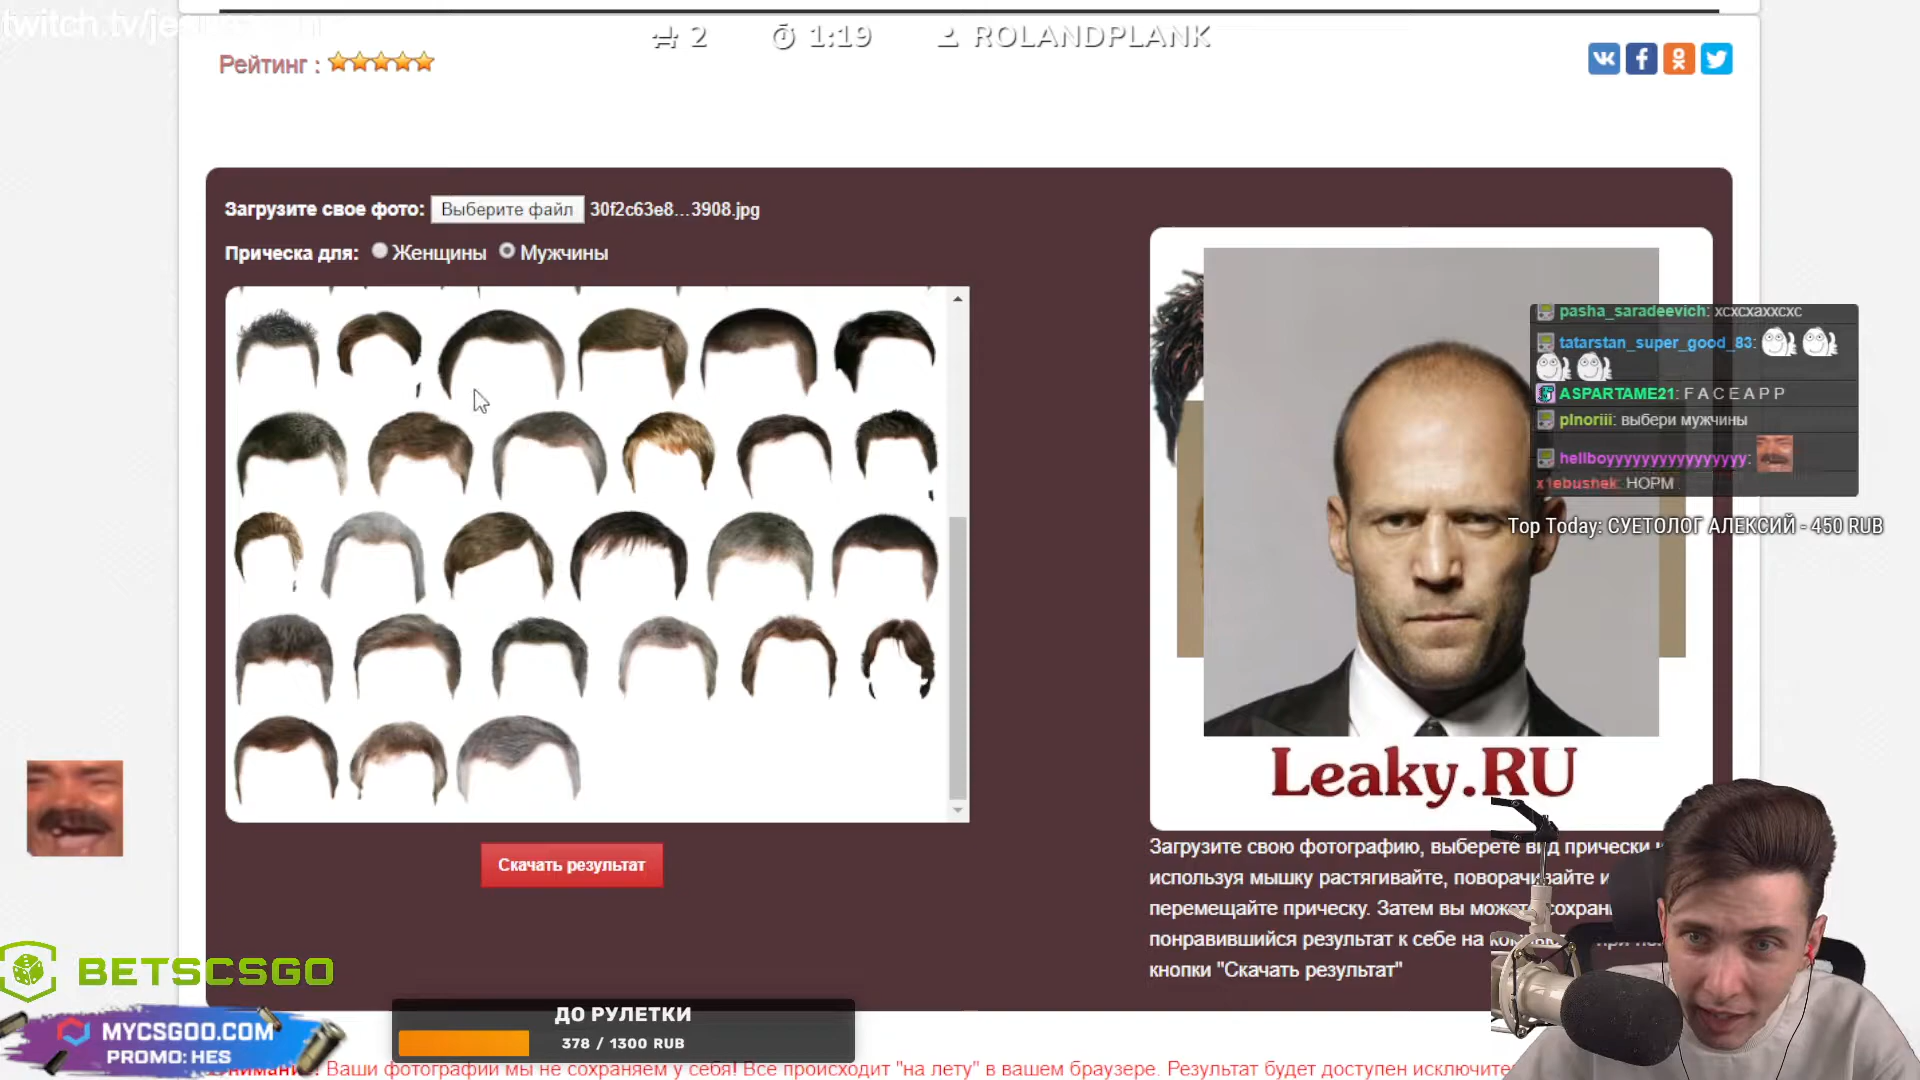 twitch.tv/je
2
1:19
ROLANDPLANK
Рейтинг :
Загрузите свое фото: Выберите файл 30f2c63e8...3908.jpg
Прическа для: Женщины Мужчины
pasha_saradeevich: хсхсхаххсхс
tatarstan_super_good_83:
ASPARTAME21: F A C E A P P
plnoriii: выбери мужчины
hellboyyyyyyyyyyyyyyyy:
x1ebushek: НОРМ
Top Today: СУЕТОЛОГ АЛЕКСИЙ - 450 RUB
Leaky.RU
Скачать результат
Загрузите свою фотографию, выберете вид прически
используя мышку растягивайте, поворачивайте и
перемещайте прическу. Затем вы можете
понравившийся результат к себе на
кнопки "Скачать результат"
BETSCSGO
MYCSGOO.COM
PROMO: HES
ДО РУЛЕТКИ
378 / 1300 RUB
Ваши фотографии мы не сохраняем у себя! Все происходит "на лету" в вашем браузере. Результат будет доступен